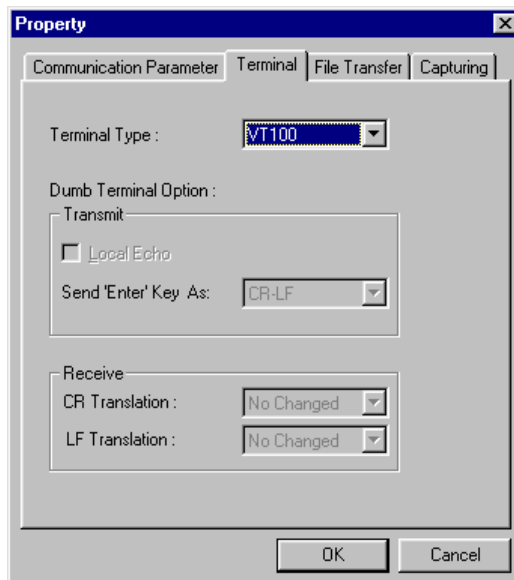 Property
Communication Parameter Terminal File Transfer Capturing
Terminal Type : VT100
Dumb Terminal Option :
Transmit
Local Echo
Send 'Enter' Key As: CR-LF
Receive
CR Translation : No Changed
LF Translation : No Changed
OK Cancel